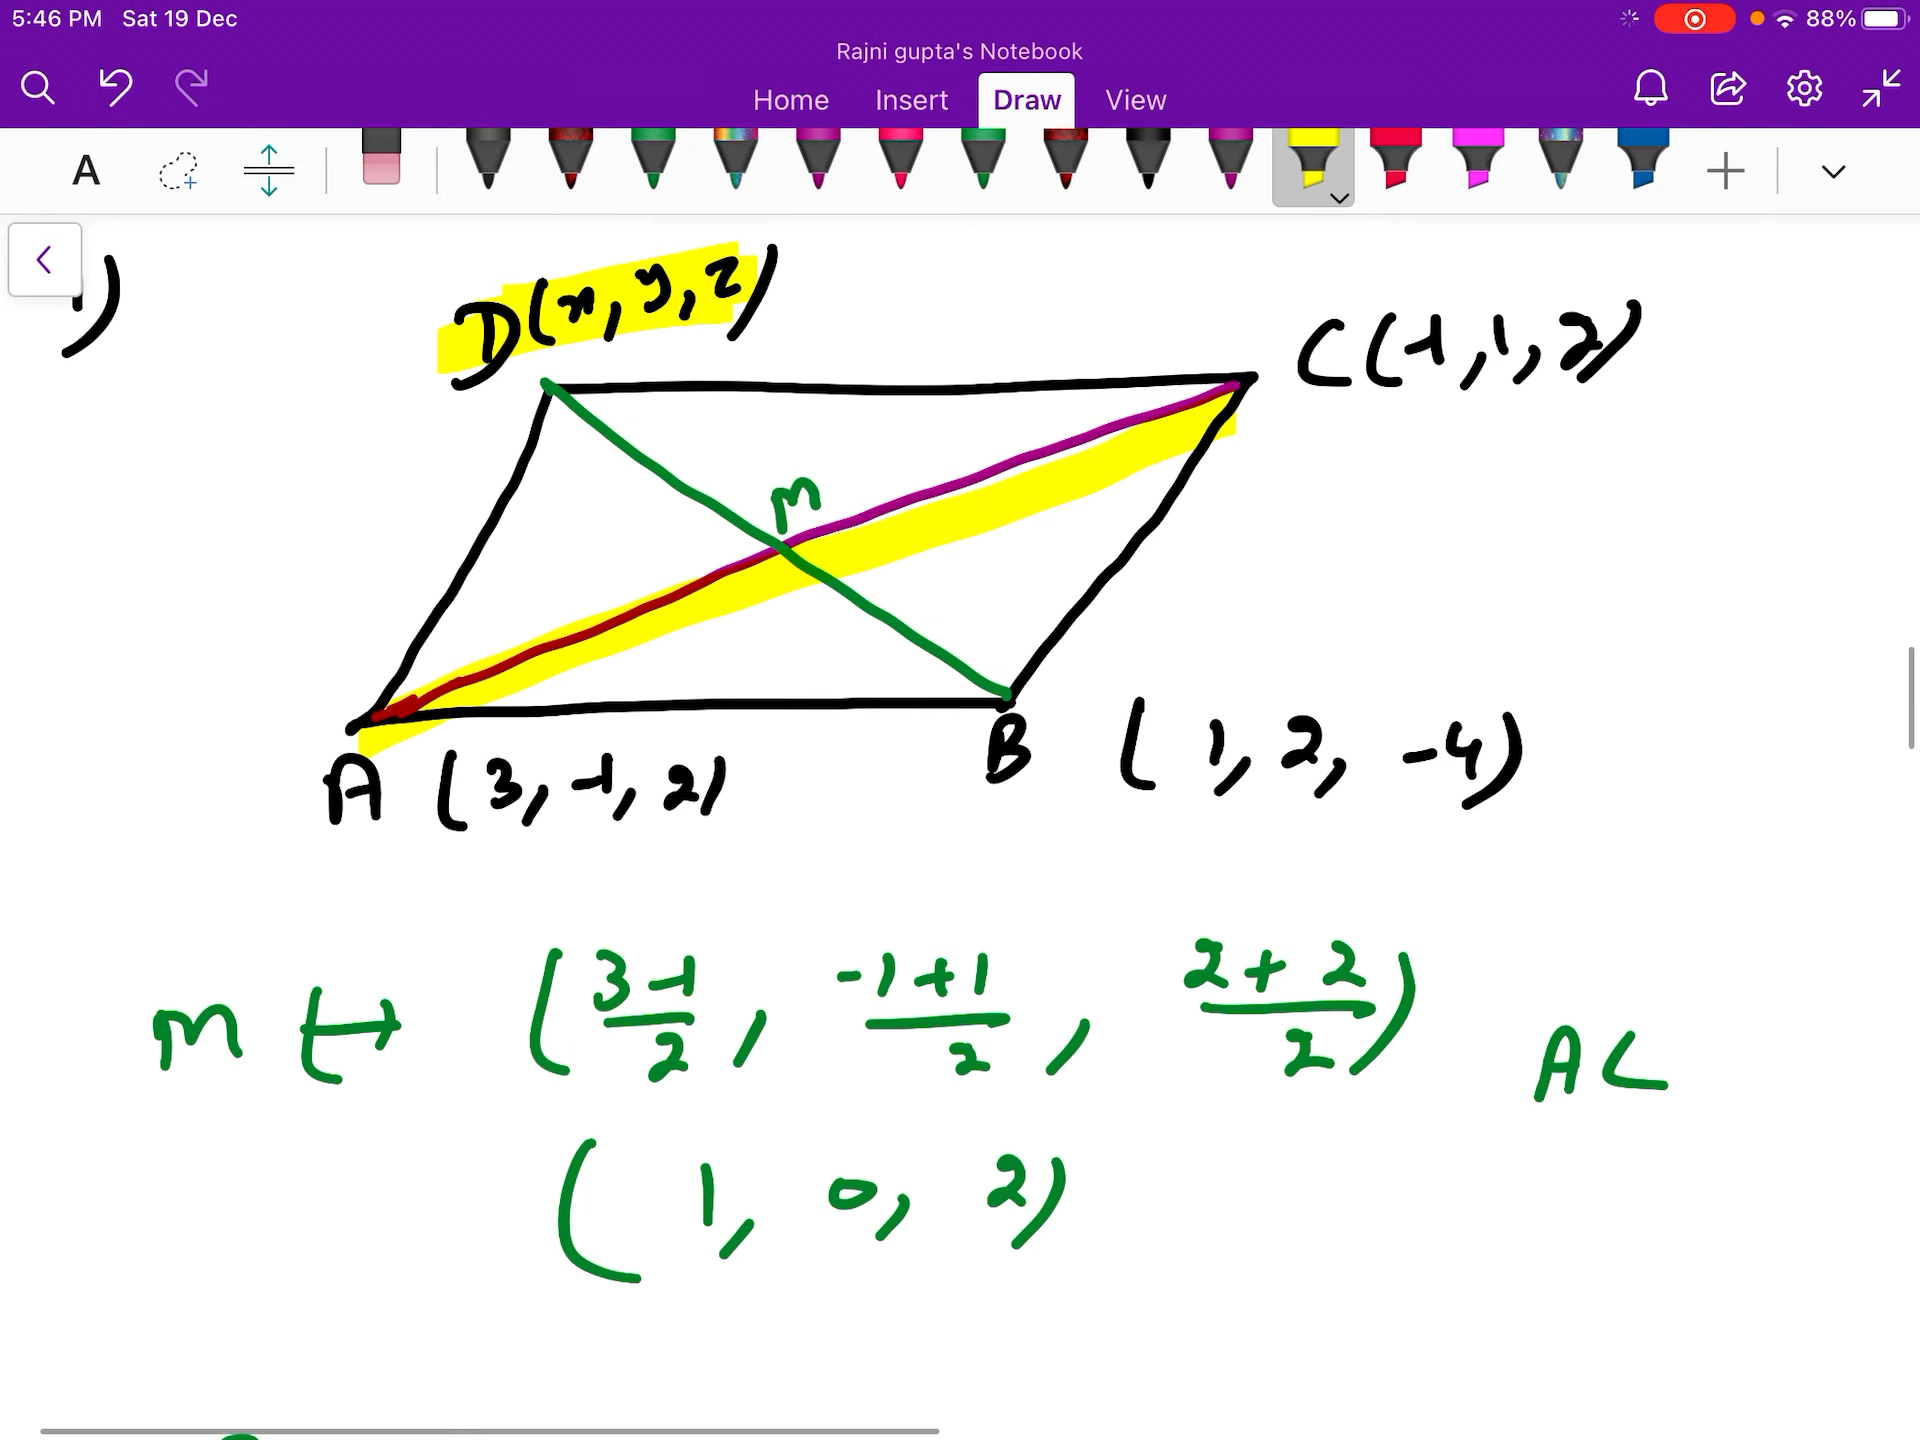 5:46 PM Sat 19 Dec 88%
Rajni gupta's Notebook
Home Insert Draw View
A
1)
D(x, y, z)
C(-1, 1, 2)
m
A (3, -1, 2)
B (1, 2, -4)
m ↦ (3-1/2, -1+1/2, 2+2/2) AC
(1, 0, 2)